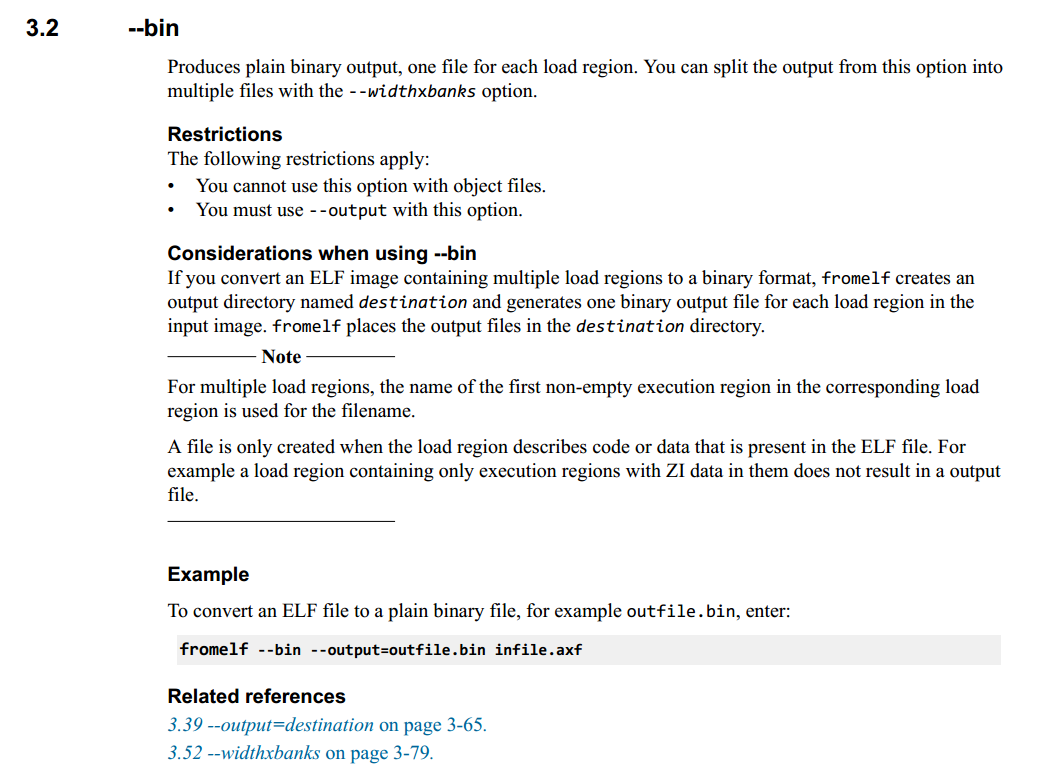 3.2 --bin
Produces plain binary output, one file for each load region. You can split the output from this option into
multiple files with the --widthxbanks option.
Restrictions
The following restrictions apply:
• You cannot use this option with object files.
• You must use --output with this option.
Considerations when using --bin
If you convert an ELF image containing multiple load regions to a binary format, fromelf creates an
output directory named destination and generates one binary output file for each load region in the
input image. fromelf places the output files in the destination directory.
Note
For multiple load regions, the name of the first non-empty execution region in the corresponding load
region is used for the filename.
A file is only created when the load region describes code or data that is present in the ELF file. For
example a load region containing only execution regions with ZI data in them does not result in a output
file.
Example
To convert an ELF file to a plain binary file, for example outfile.bin, enter:
fromelf --bin --output=outfile.bin infile.axf
Related references
3.39 --output=destination on page 3-65.
3.52 --widthxbanks on page 3-79.